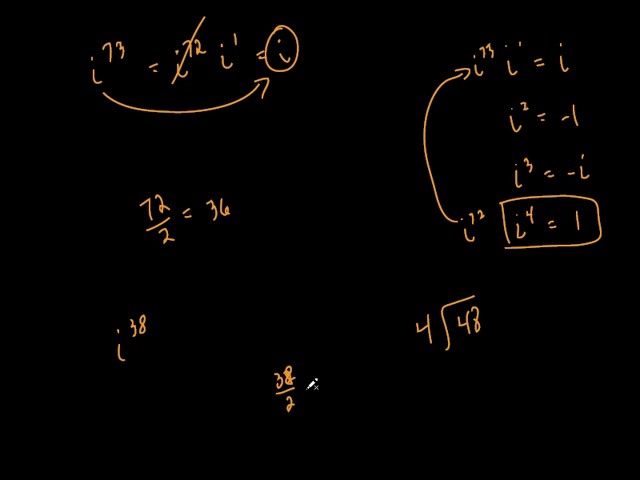 i^73 = i^72 i^1 = i
i^73 i^1 = i
i^2 = -1
i^3 = -i
i^72 i^4 = 1
72/2 = 36
i^38
4)48
38/2